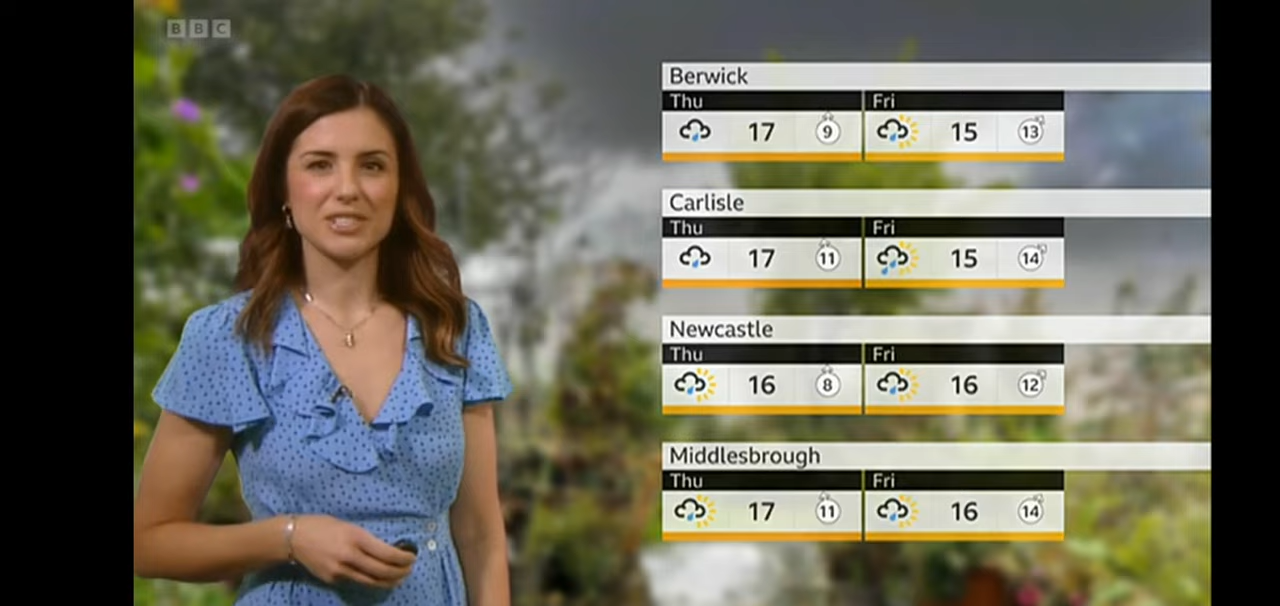 BBC
Berwick
Thu Fri
17 9 15 13
Carlisle
Thu Fri
17 11 15 14
Newcastle
Thu Fri
16 8 16 12
Middlesbrough
Thu Fri
17 11 16 14